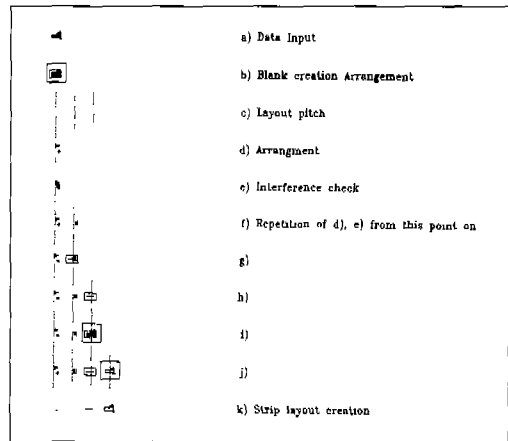 a) Data Input
b) Blank creation Arrangement
c) Layout pitch
d) Arrangment
e) Interference check
f) Repetition of d), e) from this point on
g)
h)
i)
j)
k) Strip layout creation